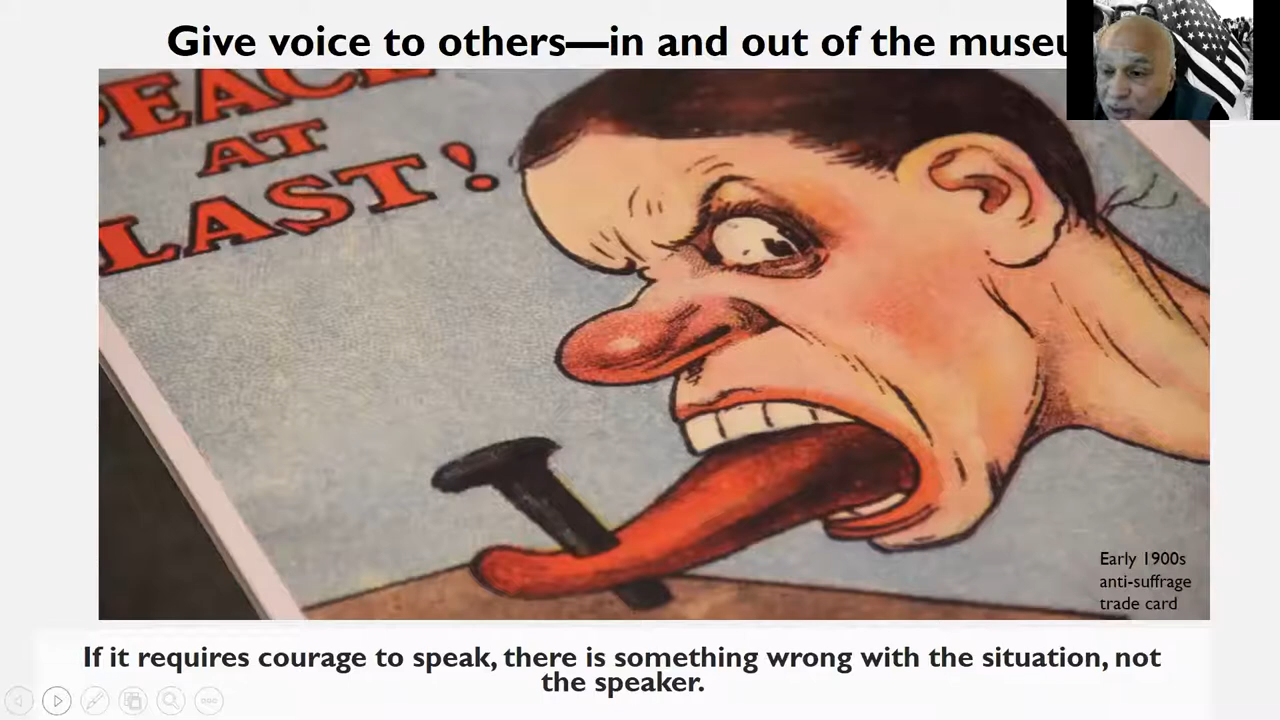 Give voice to others—in and out of the
PEACE
AT
LAST!
Early 1900s
anti-suffrage
trade card
If it requires courage to speak, there is something wrong with the situation, not
the speaker.